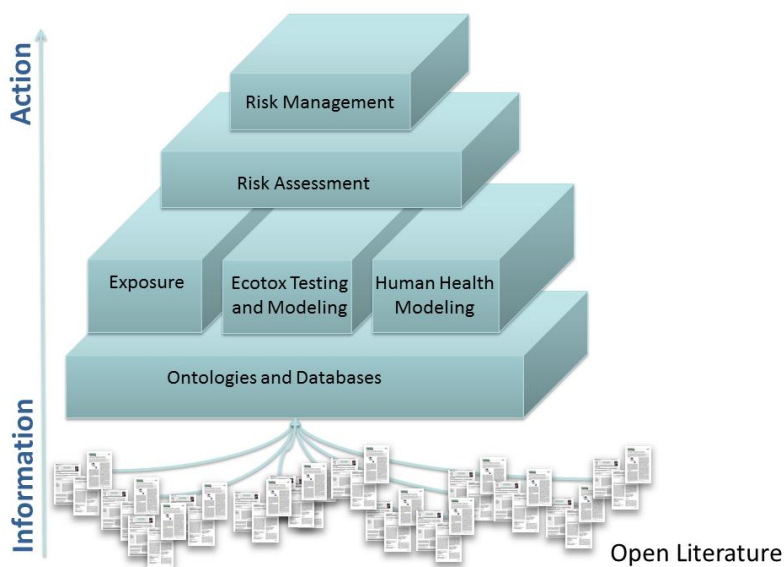 Action
Risk Management
Risk Assessment
Exposure
Ecotox Testing
and Modeling
Human Health
Modeling
Ontologies and Databases
Information
Open Literature